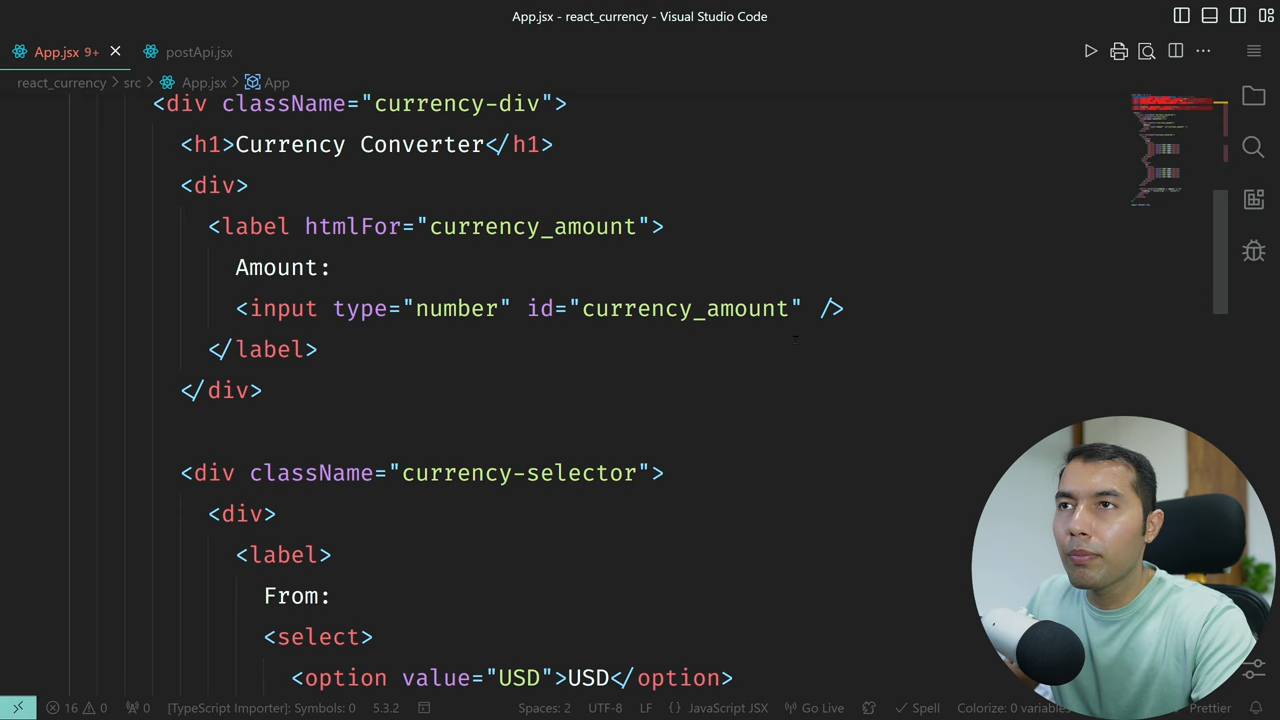 App.jsx - react_currency - Visual Studio Code
App.jsx 9+
postApi.jsx
react_currency > src > App.jsx > App
<div className="currency-div">
<h1>Currency Converter</h1>
<div>
<label htmlFor="currency_amount">
Amount:
<input type="number" id="currency_amount" />
</label>
</div>
<div className="currency-selector">
<div>
<label>
From:
<select>
<option value="USD">USD</option>
16 0 0 [TypeScript Importer]: Symbols: 0 5.3.2 Spaces: 2 UTF-8 LF {} JavaScript JSX Go Live Spell Colorize: 0 variables Prettier